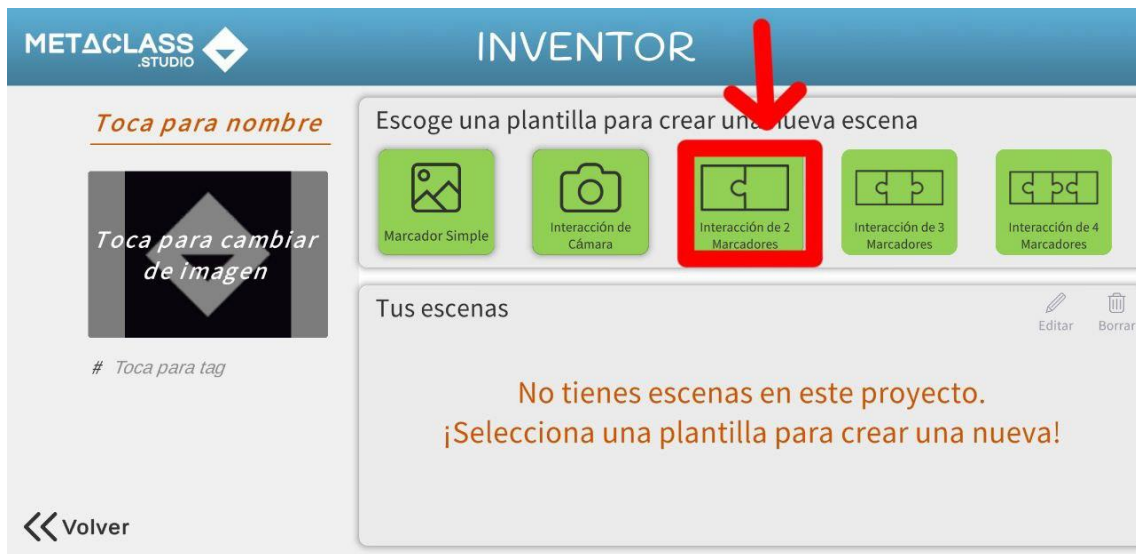 METACLASS
.STUDIO
INVENTOR
Toca para nombre
Toca para cambiar
de imagen
# Toca para tag
Volver
Escoge una plantilla para crear una nueva escena
Marcador Simple
Interacción de
Cámara
Interacción de 2
Marcadores
Interacción de 3
Marcadores
Interacción de 4
Marcadores
Tus escenas
Editar
Borrar
No tienes escenas en este proyecto.
¡Selecciona una plantilla para crear una nueva!